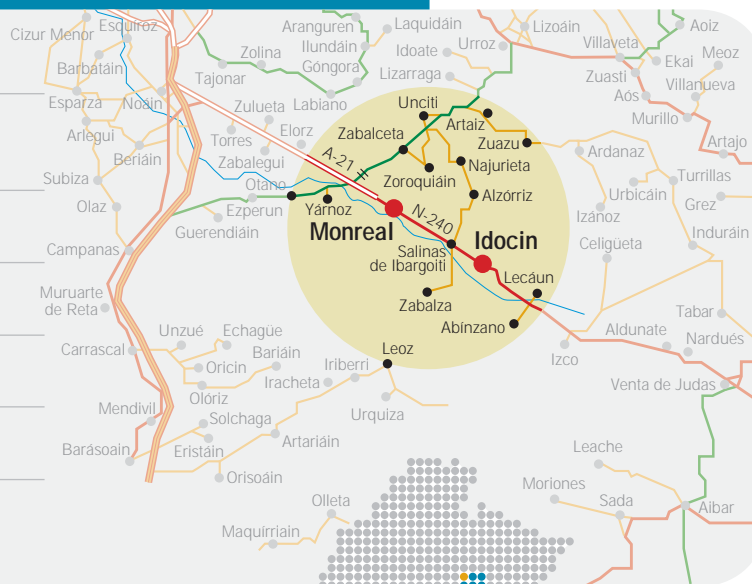 Cizur Menor
Esquíroz
Aranguren
Laquidáin
Lizoáin
Aoiz
Ilundáin
Idoate
Urroz
Villaveta
Zolina
Góngora
Ekai
Meoz
Barbatáin
Tajonar
Lizarraga
Zuasti
Villanueva
Esparza
Noáin
Zulueta
Labiano
Unciti
Aós
Arlegui
Elorz
Zabalceta
Artaiz
Murillo
Torres
Zuazu
Artajo
Beriáin
Zabalegui
A-21
Najurieta
Ardanaz
Subiza
Otano
Zoroquiáin
Turrillas
Olaz
Ezperun
Yárnoz
Alzórriz
Urbicáin
Grez
Guerendiáin
Monreal
N-240
Izánoz
Induráin
Campanas
Salinas
de Ibargoiti
Idocin
Celigüeta
Lecáun
Muruarte
de Reta
Zabalza
Tabar
Unzué
Echagüe
Abínzano
Aldunate
Nardués
Carrascal
Bariáin
Leoz
Izco
Oricin
Iriberri
Iracheta
Venta de Judas
Olóriz
Mendivil
Solchaga
Urquiza
Barásoain
Eristáin
Artariáin
Leache
Orisoáin
Moriones
Olleta
Sada
Aibar
Maquírriain